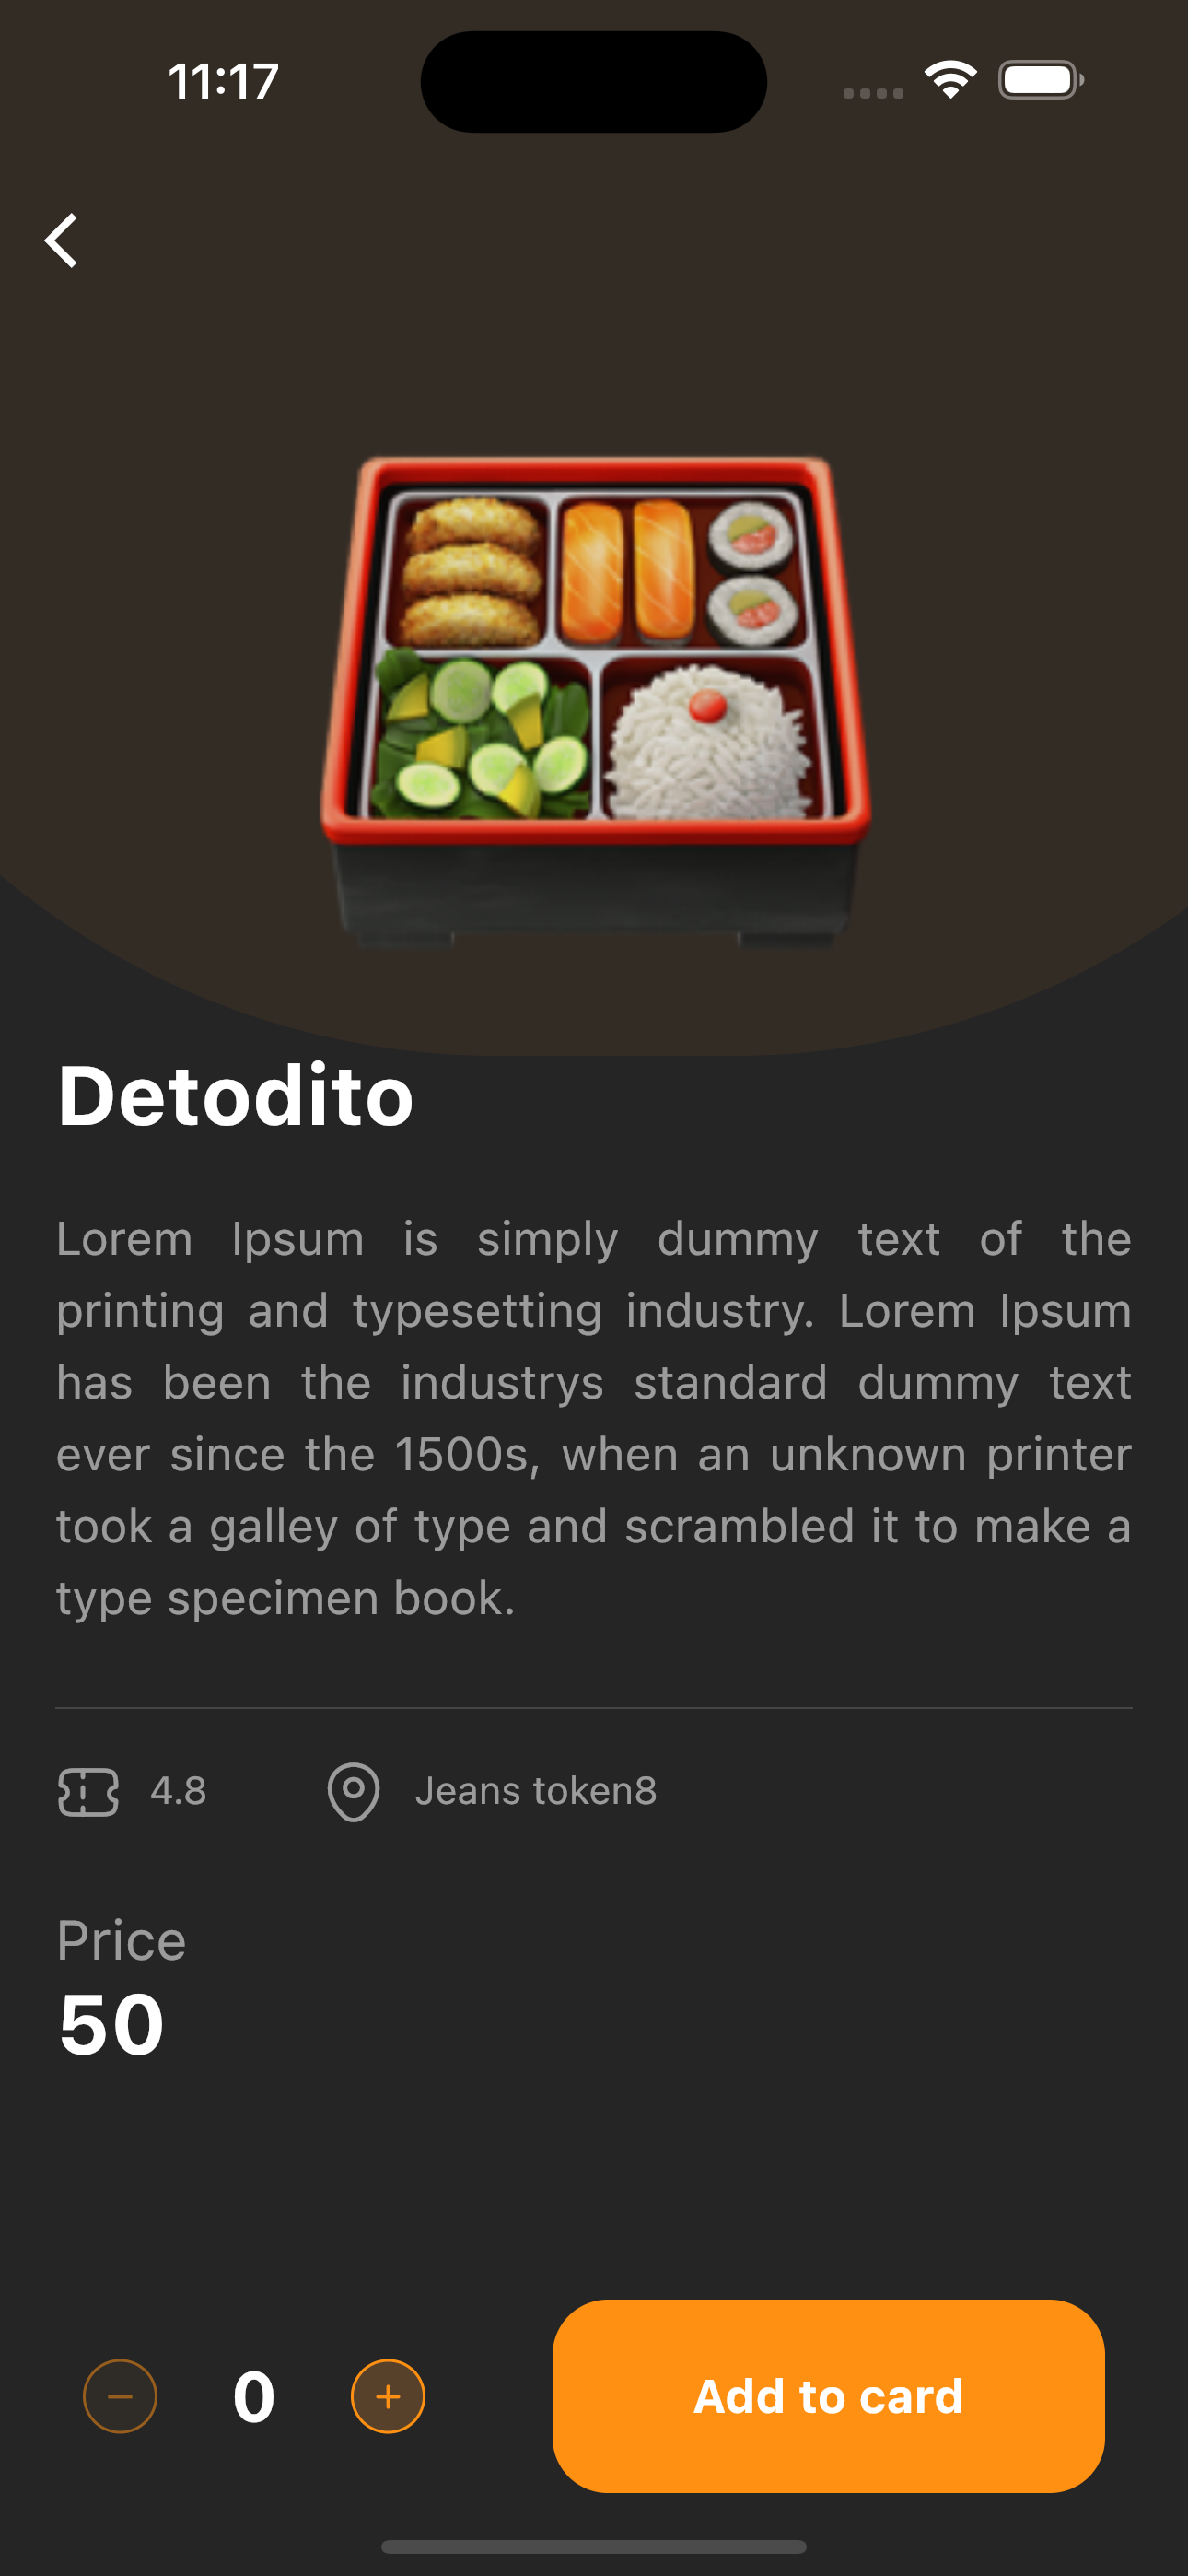 11:17
Detodito
Lorem Ipsum is simply dummy text of the
printing and typesetting industry. Lorem Ipsum
has been the industrys standard dummy text
ever since the 1500s, when an unknown printer
took a galley of type and scrambled it to make a
type specimen book.
4.8 Jeans token8
Price
50
0 Add to card